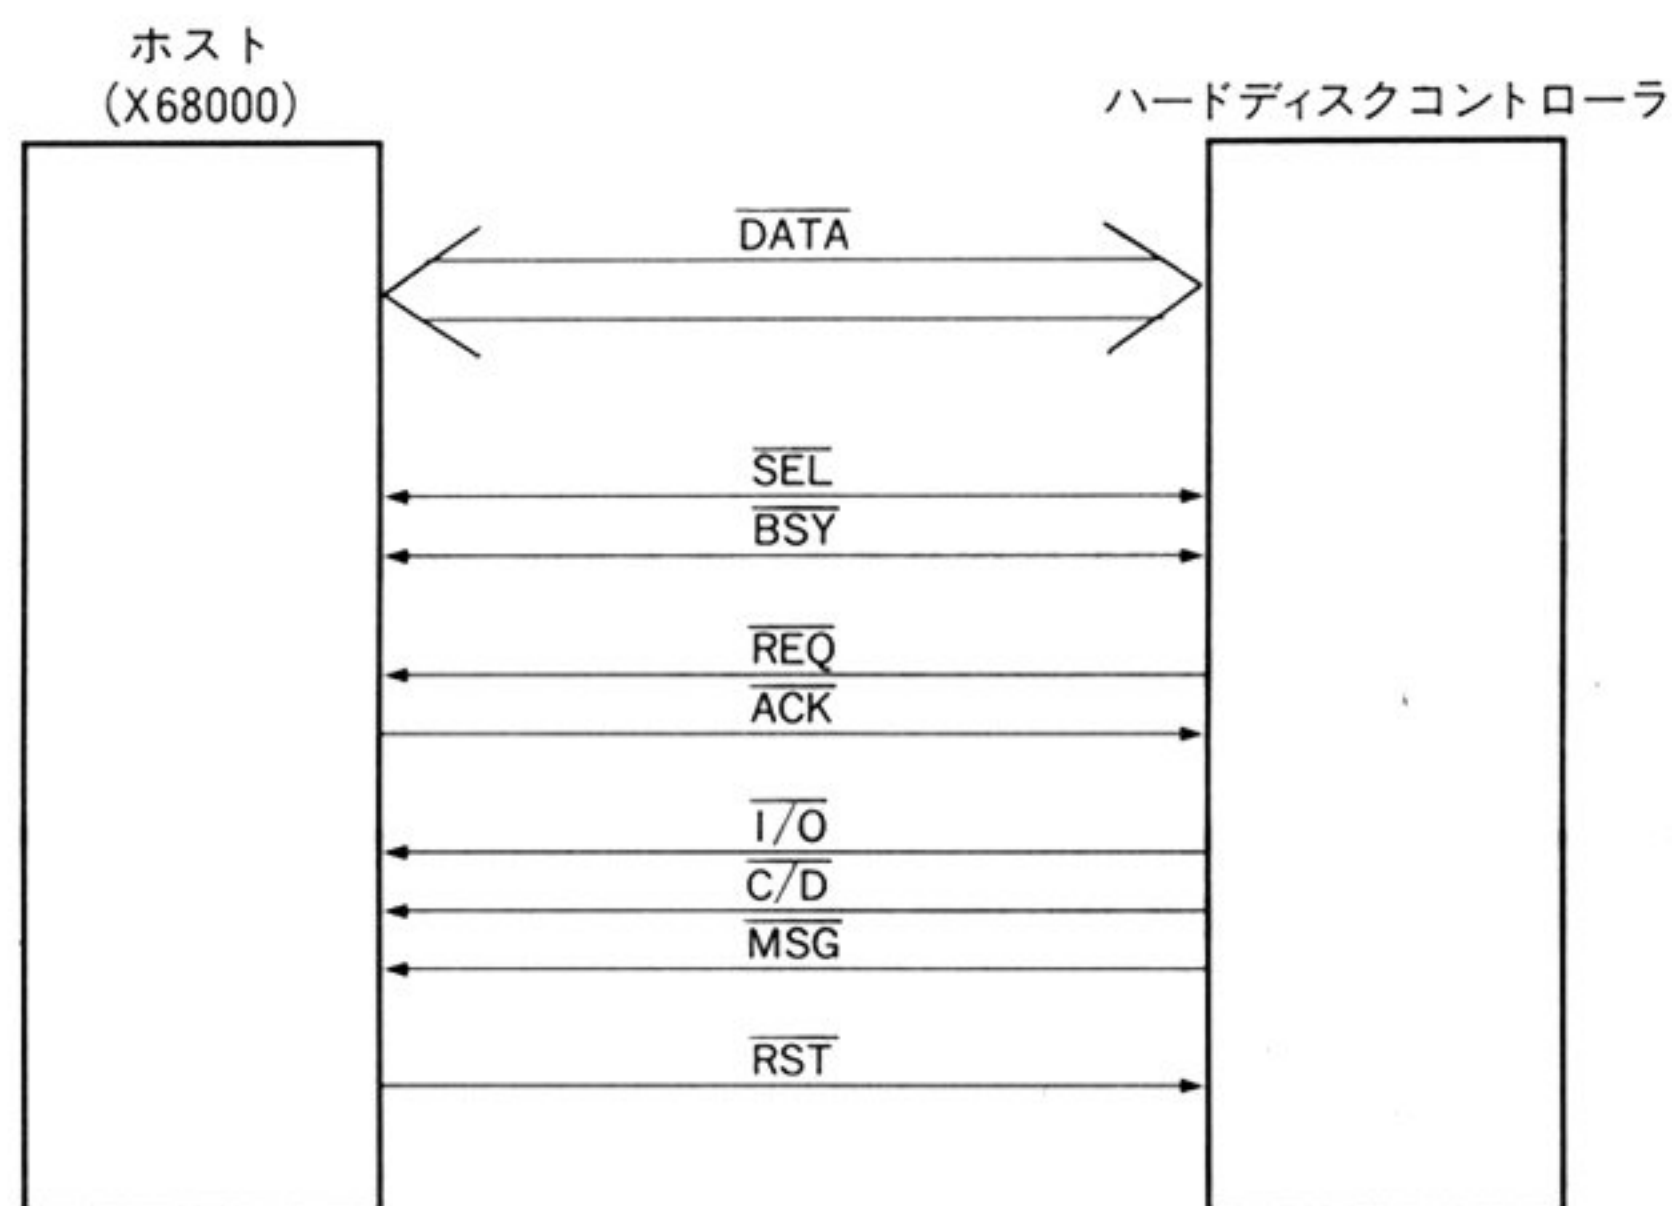 ホスト
(X68000)
ハードディスクコントローラ
DATA
SEL
BSY
REQ
ACK
I/O
C/D
MSG
RST